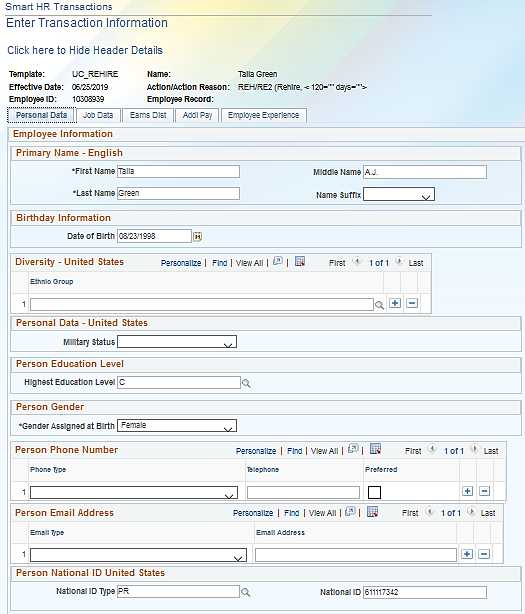 Smart HR Transactions
Enter Transaction Information
Click here to Hide Header Details
Template: UC_REHIRE Name: Talia Green
Effective Date: 06/25/2019 Action/Action Reason: REH/RE2 (Rehire, < 120="" days="">
Employee ID: 10308939 Employee Record:
Personal Data Job Data Earns Dist Addl Pay Employee Experience
Employee Information
Primary Name - English
*First Name Talia Middle Name A.J.
*Last Name Green Name Suffix
Birthday Information
Date of Birth 08/23/1998
Diversity - United States Personalize | Find | View All | | First 1 of 1 Last
Ethnic Group
1
Personal Data - United States
Military Status
Person Education Level
Highest Education Level C
Person Gender
*Gender Assigned at Birth Female
Person Phone Number Personalize | Find | View All | | First 1 of 1 Last
Phone Type Telephone Preferred
1
Person Email Address Personalize | Find | View All | | First 1 of 1 Last
Email Type Email Address
1
Person National ID United States
National ID Type PR National ID 611117342